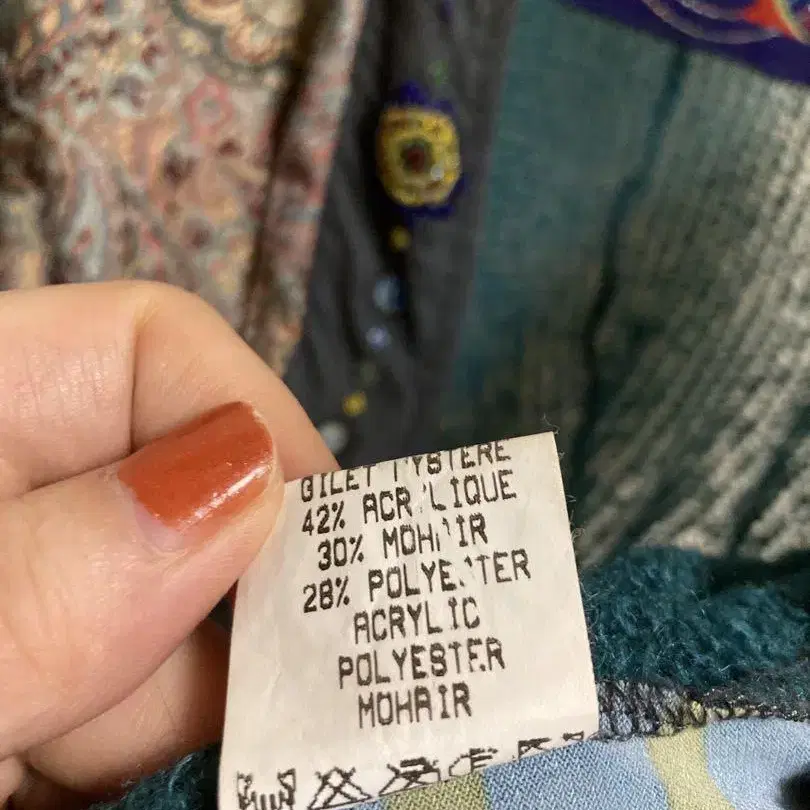 GILET MYSTERE
42% ACRYLIQUE
30% MOHAIR
28% POLYESTER
ACRYLIC
POLYESTER
MOHAIR